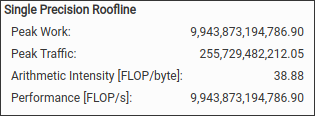 Single Precision Roofline
Peak Work: 9,943,873,194,786.90
Peak Traffic: 255,729,482,212.05
Arithmetic Intensity [FLOP/byte]: 38.88
Performance [FLOP/s]: 9,943,873,194,786.90